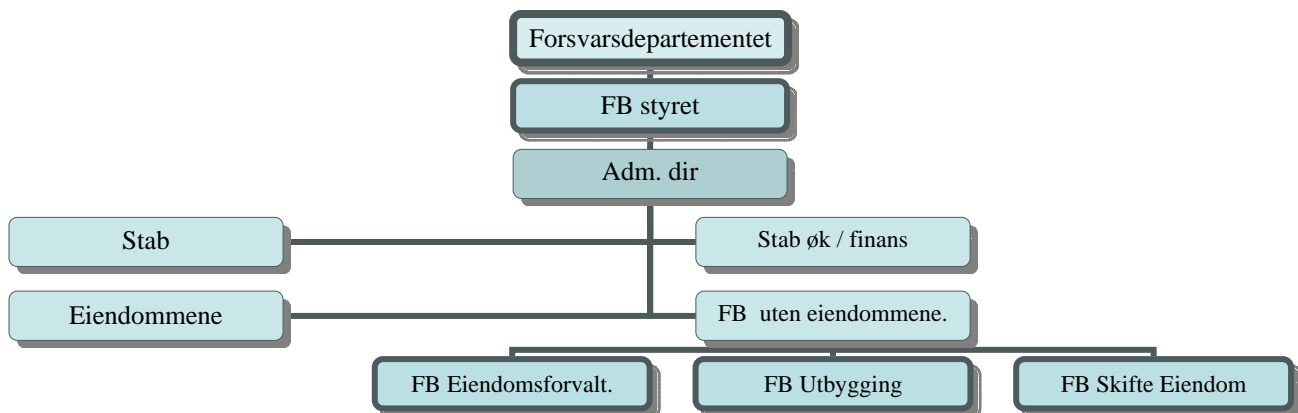 Forsvarsdepartementet
FB styret
Adm. dir
Stab
Stab øk / finans
Eiendommene
FB uten eiendommene.
FB Eiendomsforvalt.
FB Utbygging
FB Skifte Eiendom